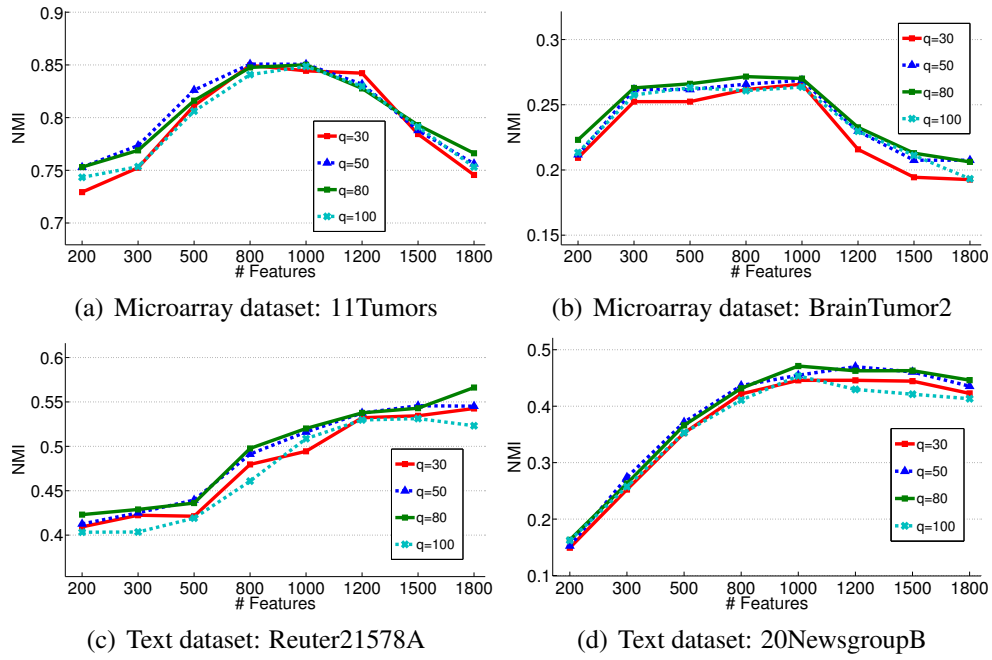 0.9
0.85
0.8
0.75
0.7
NMI
q=30
q=50
q=80
q=100
200 300 500 800 1000 1200 1500 1800
# Features
(a) Microarray dataset: 11Tumors
0.3
0.25
0.2
0.15
NMI
q=30
q=50
q=80
q=100
200 300 500 800 1000 1200 1500 1800
# Features
(b) Microarray dataset: BrainTumor2
0.6
0.55
0.5
0.45
0.4
NMI
q=30
q=50
q=80
q=100
200 300 500 800 1000 1200 1500 1800
# Features
(c) Text dataset: Reuter21578A
0.5
0.4
0.3
0.2
0.1
NMI
q=30
q=50
q=80
q=100
200 300 500 800 1000 1200 1500 1800
# Features
(d) Text dataset: 20NewsgroupB